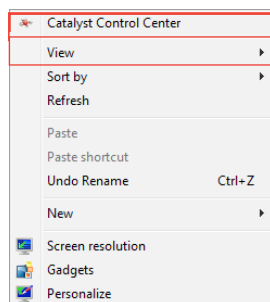 Catalyst Control Center
View
Sort by
Refresh
Paste
Paste shortcut
Undo Rename Ctrl+Z
New
Screen resolution
Gadgets
Personalize